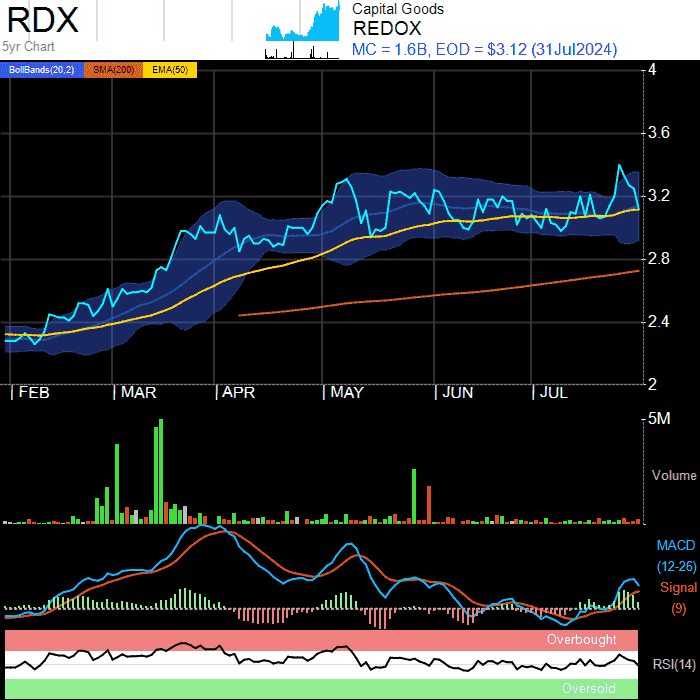 RDX
5yr Chart
Capital Goods
REDOX
MC = 1.6B, EOD = $3.12 (31Jul2024)
BollBands(20,2) SMA(200) EMA(50)
4
3.6
3.2
2.8
2.4
2
FEB MAR APR MAY JUN JUL
5M
Volume
MACD
(12-26)
Signal
(9)
Overbought
RSI(14)
Oversold